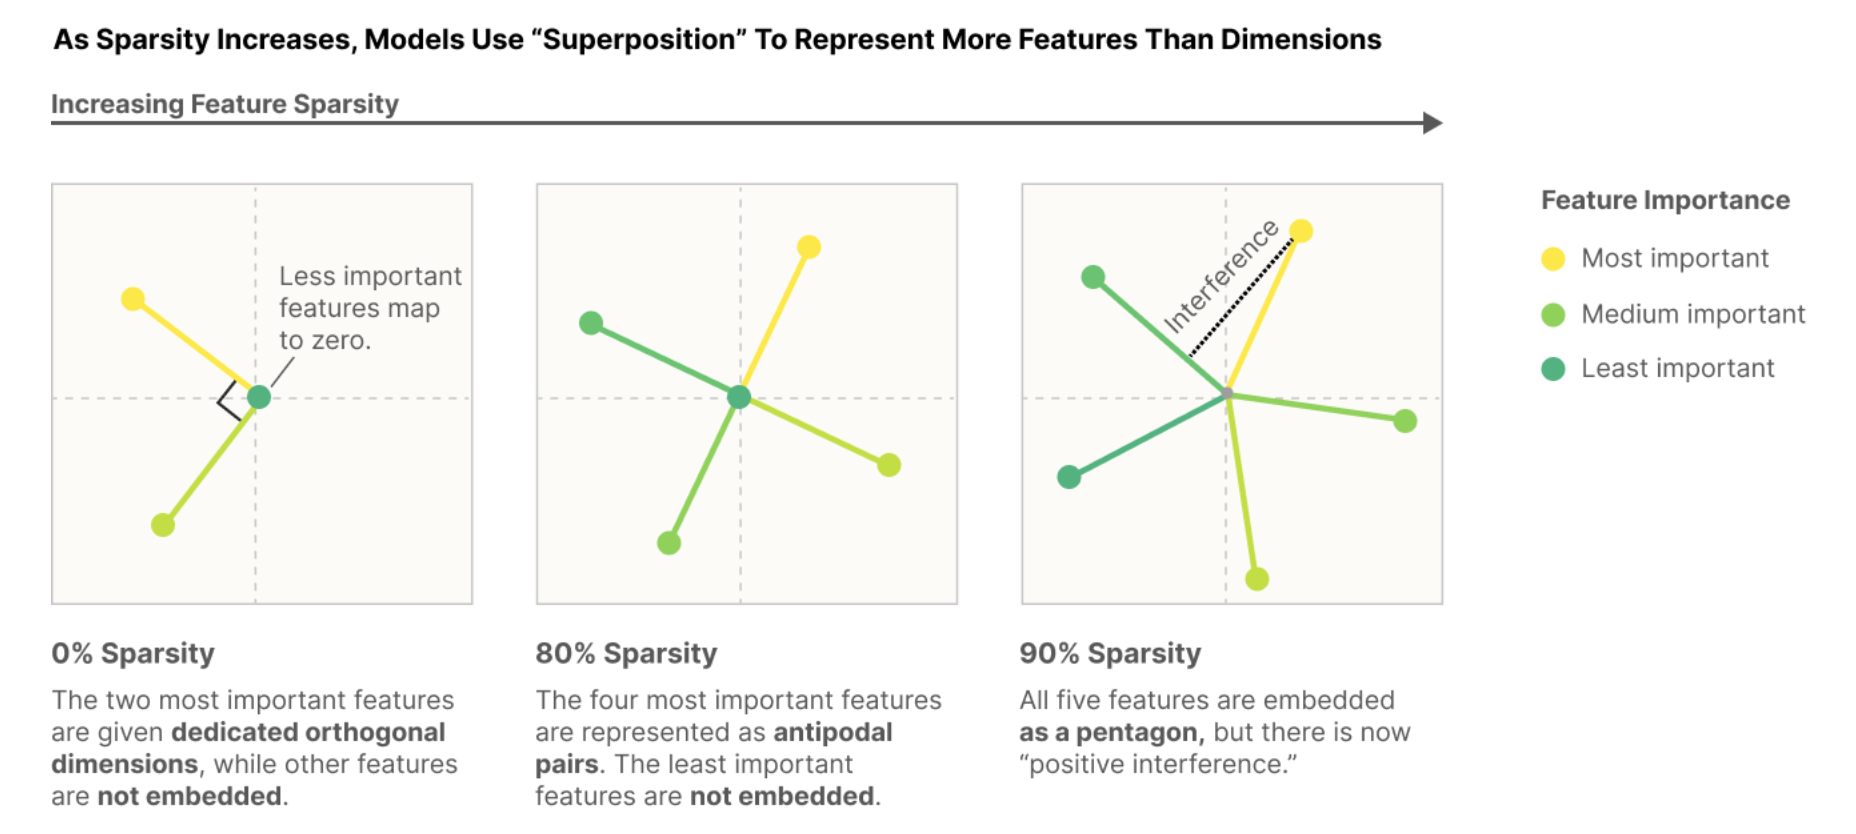 As Sparsity Increases, Models Use “Superposition” To Represent More Features Than Dimensions
Increasing Feature Sparsity
Less important
features map
to zero.
Interference
Feature Importance
Most important
Medium important
Least important
0% Sparsity
The two most important features
are given dedicated orthogonal
dimensions, while other features
are not embedded.
80% Sparsity
The four most important features
are represented as antipodal
pairs. The least important
features are not embedded.
90% Sparsity
All five features are embedded
as a pentagon, but there is now
“positive interference.”